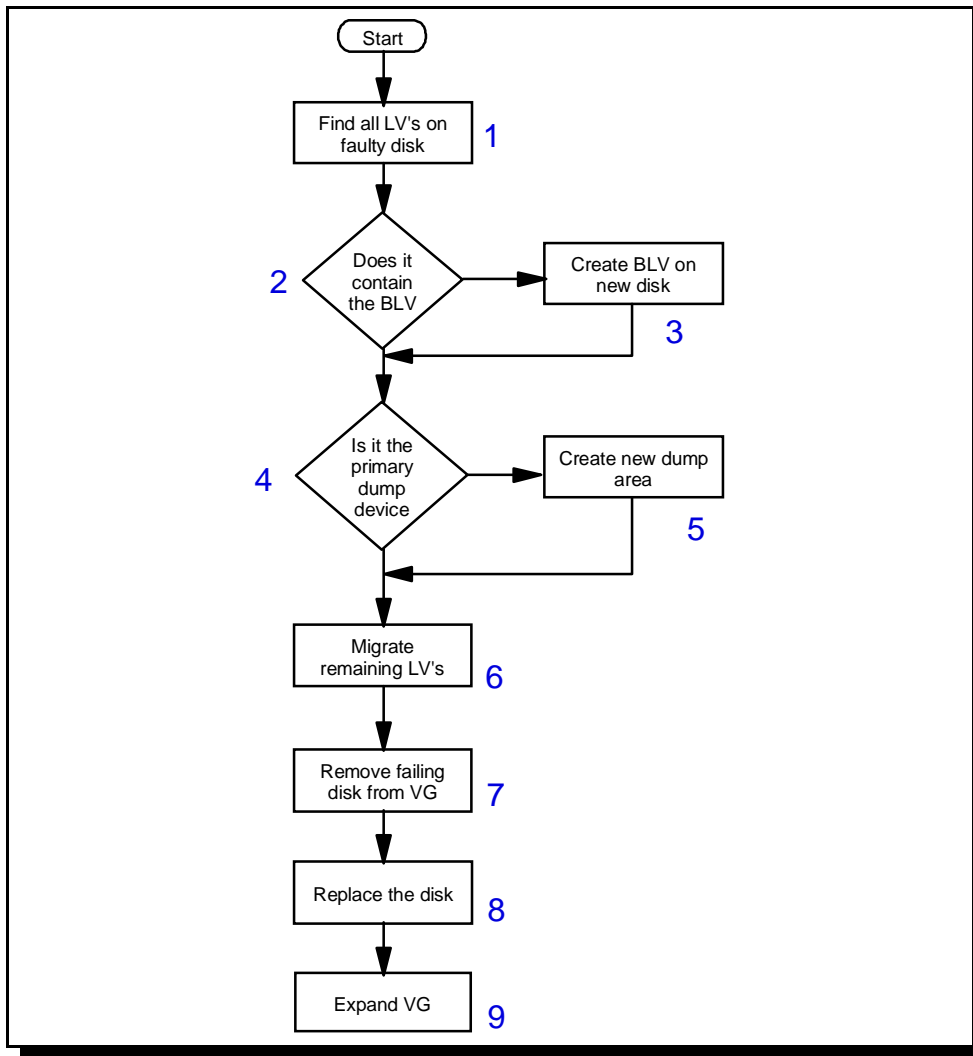 Start
Find all LV's on
faulty disk
1
Does it
contain
the BLV
2
Create BLV on
new disk
3
Is it the
primary
dump
device
4
Create new dump
area
5
Migrate
remaining LV's
6
Remove failing
disk from VG
7
Replace the disk
8
Expand VG
9